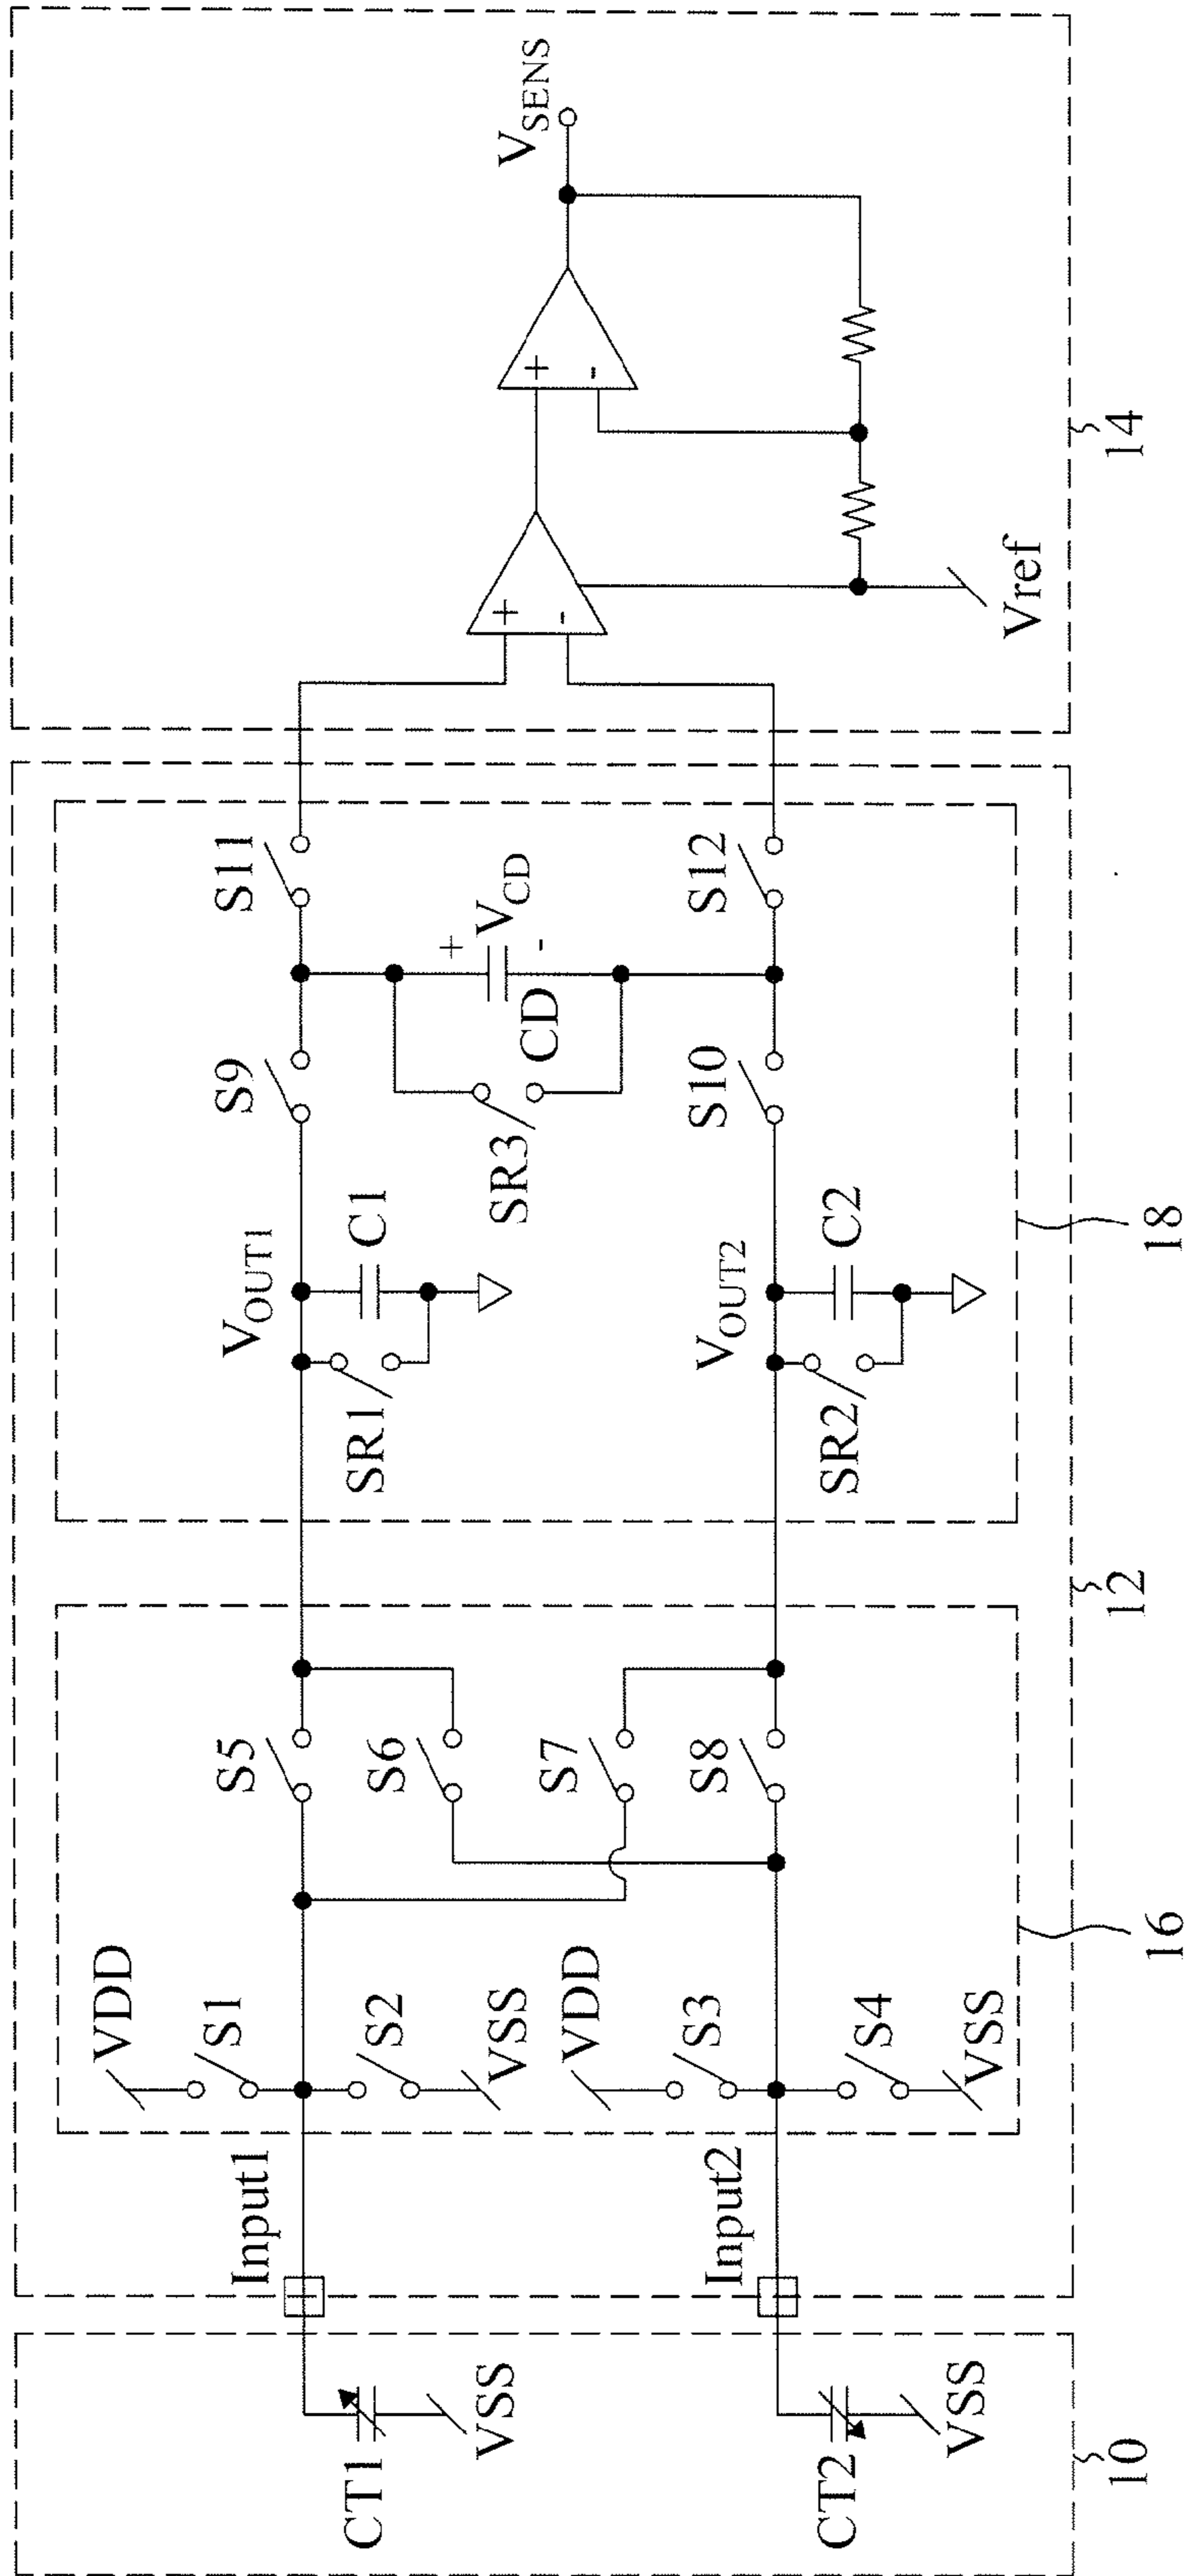 VDD
S1
S2
VSS
VDD
S3
S4
VSS
Input1
Input2
CT1
VSS
CT2
VSS
10
S5
S6
S7
S8
16
12
VOUT1
SR1
C1
VOUT2
SR2
C2
18
S9
S10
SR3
CD
+
VCD
-
S11
S12
+
-
+
-
VSENS
Vref
14